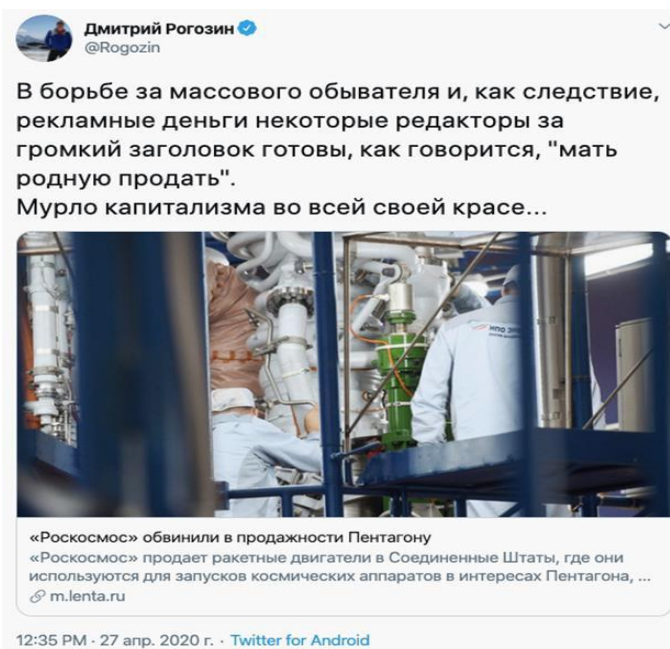 Дмитрий Рогозин
@Rogozin
В борьбе за массового обывателя и, как следствие,
рекламные деньги некоторые редакторы за
громкий заголовок готовы, как говорится, "мать
родную продать".
Мурло капитализма во всей своей красе...
НПО
«Роскосмос» обвинили в продажности Пентагону
«Роскосмос» продает ракетные двигатели в Соединенные Штаты, где они
используются для запусков космических аппаратов в интересах Пентагона, ...
m.lenta.ru
12:35 PM · 27 апр. 2020 г. · Twitter for Android